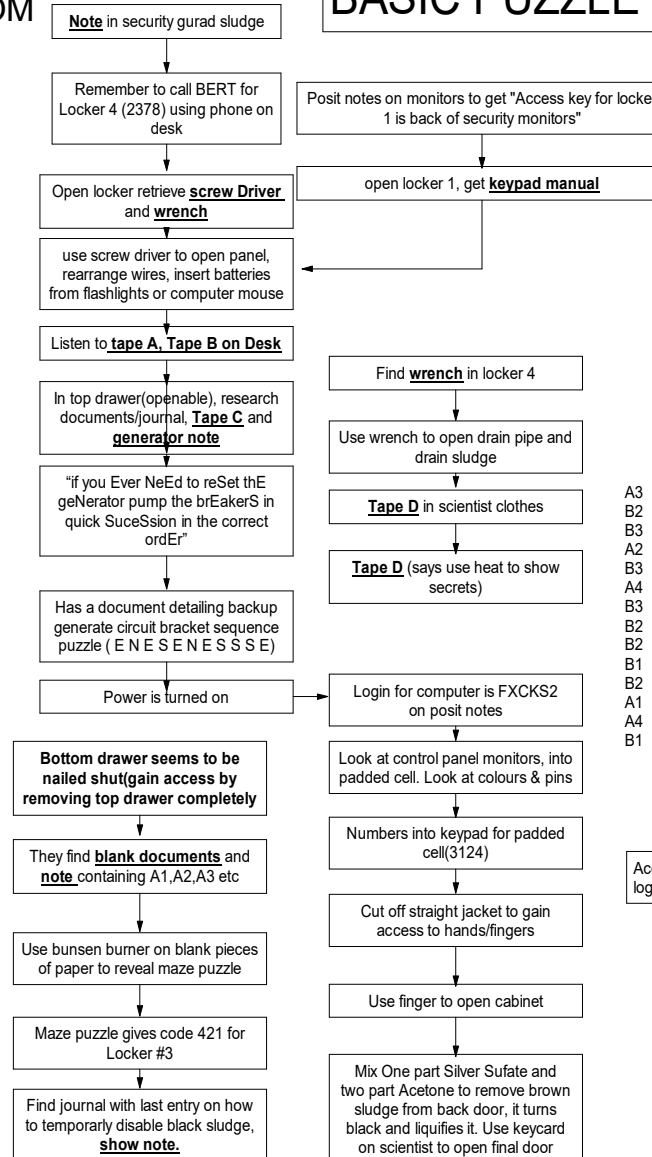 OM
BASIC PUZZLE
Note in security gurad sludge
Remember to call BERT for
Locker 4 (2378) using phone on
desk
Posit notes on monitors to get "Access key for locke
1 is back of security monitors"
Open locker retrieve screw Driver
and wrench
open locker 1, get keypad manual
use screw driver to open panel,
rearrange wires, insert batteries
from flashlights or computer mouse
Listen to tape A, Tape B on Desk
In top drawer(openable), research
documents/journal, Tape C and
generator note
“if you Ever NeEd to reSet thE
geNerator pump the brEakerS in
quick SuceSsion in the correct
ordEr”
Has a document detailing backup
generate circuit bracket sequence
puzzle ( E N E S E N E S S S E)
Power is turned on
Find wrench in locker 4
Use wrench to open drain pipe and
drain sludge
Tape D in scientist clothes
Tape D (says use heat to show
secrets)
A3
B2
B3
A2
B3
A4
B3
B2
B2
B1
B2
A1
A4
B1
Login for computer is FXCKS2
on posit notes
Look at control panel monitors, into
padded cell. Look at colours & pins
Numbers into keypad for padded
cell(3124)
Cut off straight jacket to gain
access to hands/fingers
Use finger to open cabinet
Mix One part Silver Sufate and
two part Acetone to remove brown
sludge from back door, it turns
black and liquifies it. Use keycard
on scientist to open final door
Bottom drawer seems to be
nailed shut(gain access by
removing top drawer completely
They find blank documents and
note containing A1,A2,A3 etc
Use bunsen burner on blank pieces
of paper to reveal maze puzzle
Maze puzzle gives code 421 for
Locker #3
Find journal with last entry on how
to temporarly disable black sludge,
show note.
Acc
log